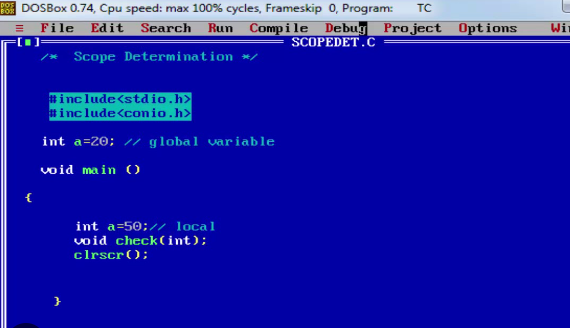 DOSBox 0.74, Cpu speed: max 100% cycles, Frameskip 0, Program: TC
≡ File Edit Search Run Compile Debug Project Options Wi
[■] SCOPEDET.C
/* Scope Determination */
#include<stdio.h>
#include<conio.h>
int a=20; // global variable
void main ()
{
int a=50;// local
void check(int);
clrscr();
}